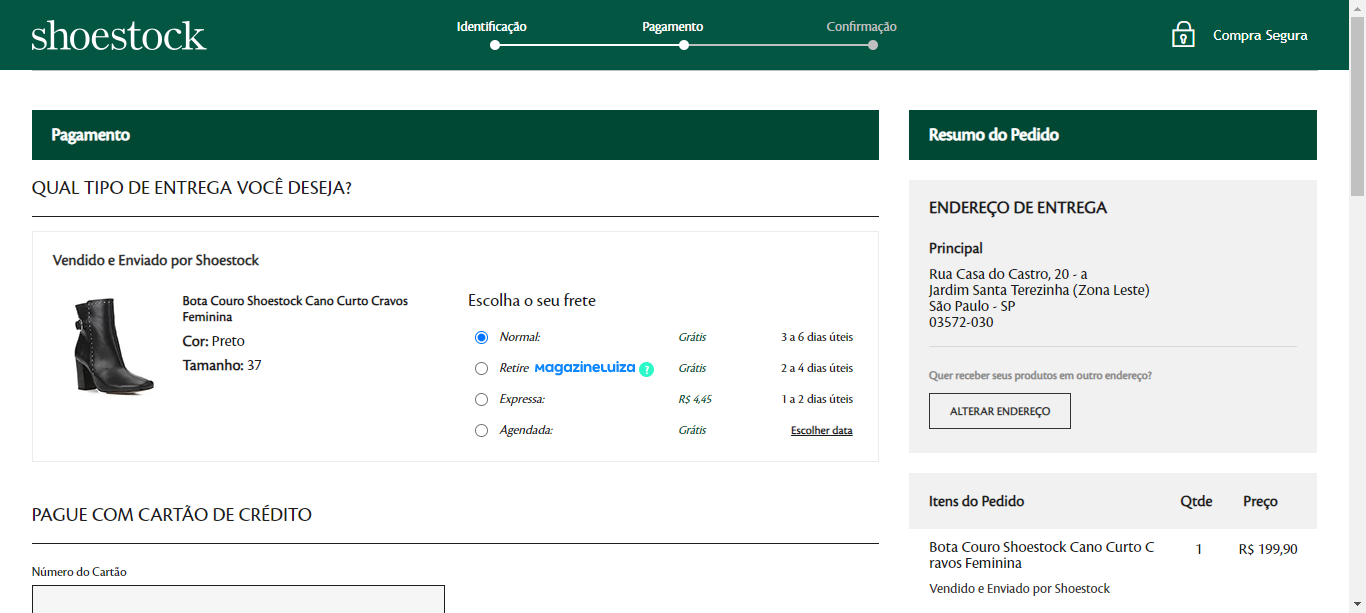 shoestock
Identificação
Pagamento
Confirmação
Compra Segura
Pagamento
QUAL TIPO DE ENTREGA VOCÊ DESEJA?
Vendido e Enviado por Shoestock
Bota Couro Shoestock Cano Curto Cravos
Feminina
Cor: Preto
Tamanho: 37
Escolha o seu frete
Normal: Grátis 3 a 6 dias úteis
Retire MAGAZINELUIZA ? Grátis 2 a 4 dias úteis
Expressa: R$ 4,45 1 a 2 dias úteis
Agendada: Grátis Escolher data
PAGUE COM CARTÃO DE CRÉDITO
Número do Cartão
Resumo do Pedido
ENDEREÇO DE ENTREGA
Principal
Rua Casa do Castro, 20 - a
Jardim Santa Terezinha (Zona Leste)
São Paulo - SP
03572-030
Quer receber seus produtos em outro endereço?
ALTERAR ENDEREÇO
Itens do Pedido Qtde Preço
Bota Couro Shoestock Cano Curto C 1 R$ 199,90
ravos Feminina
Vendido e Enviado por Shoestock